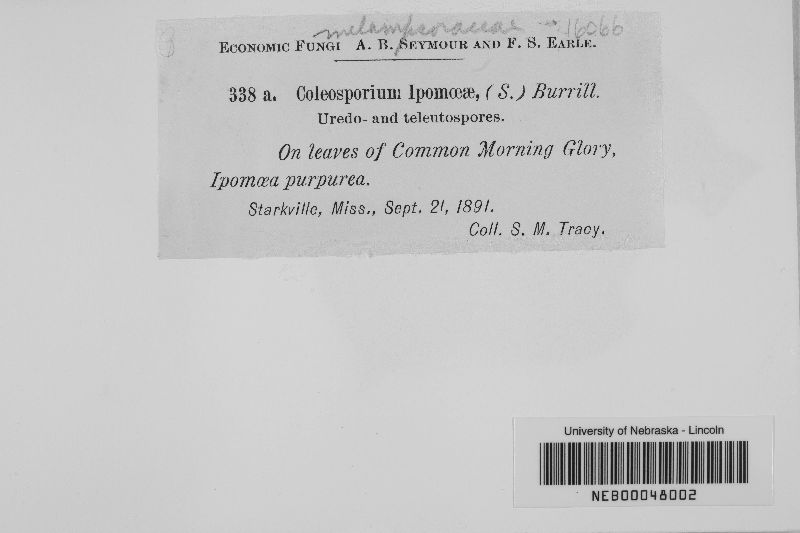 melampsoraceae — 16066
Economic Fungi A. B. Seymour and F. S. Earle.
338 a. Coleosporium Ipomœæ, (S.) Burrill.
Uredo- and teleutospores.
On leaves of Common Morning Glory,
Ipomœa purpurea.
Starkville, Miss., Sept. 21, 1891.
Coll. S. M. Tracy.
University of Nebraska - Lincoln
NEB00048002